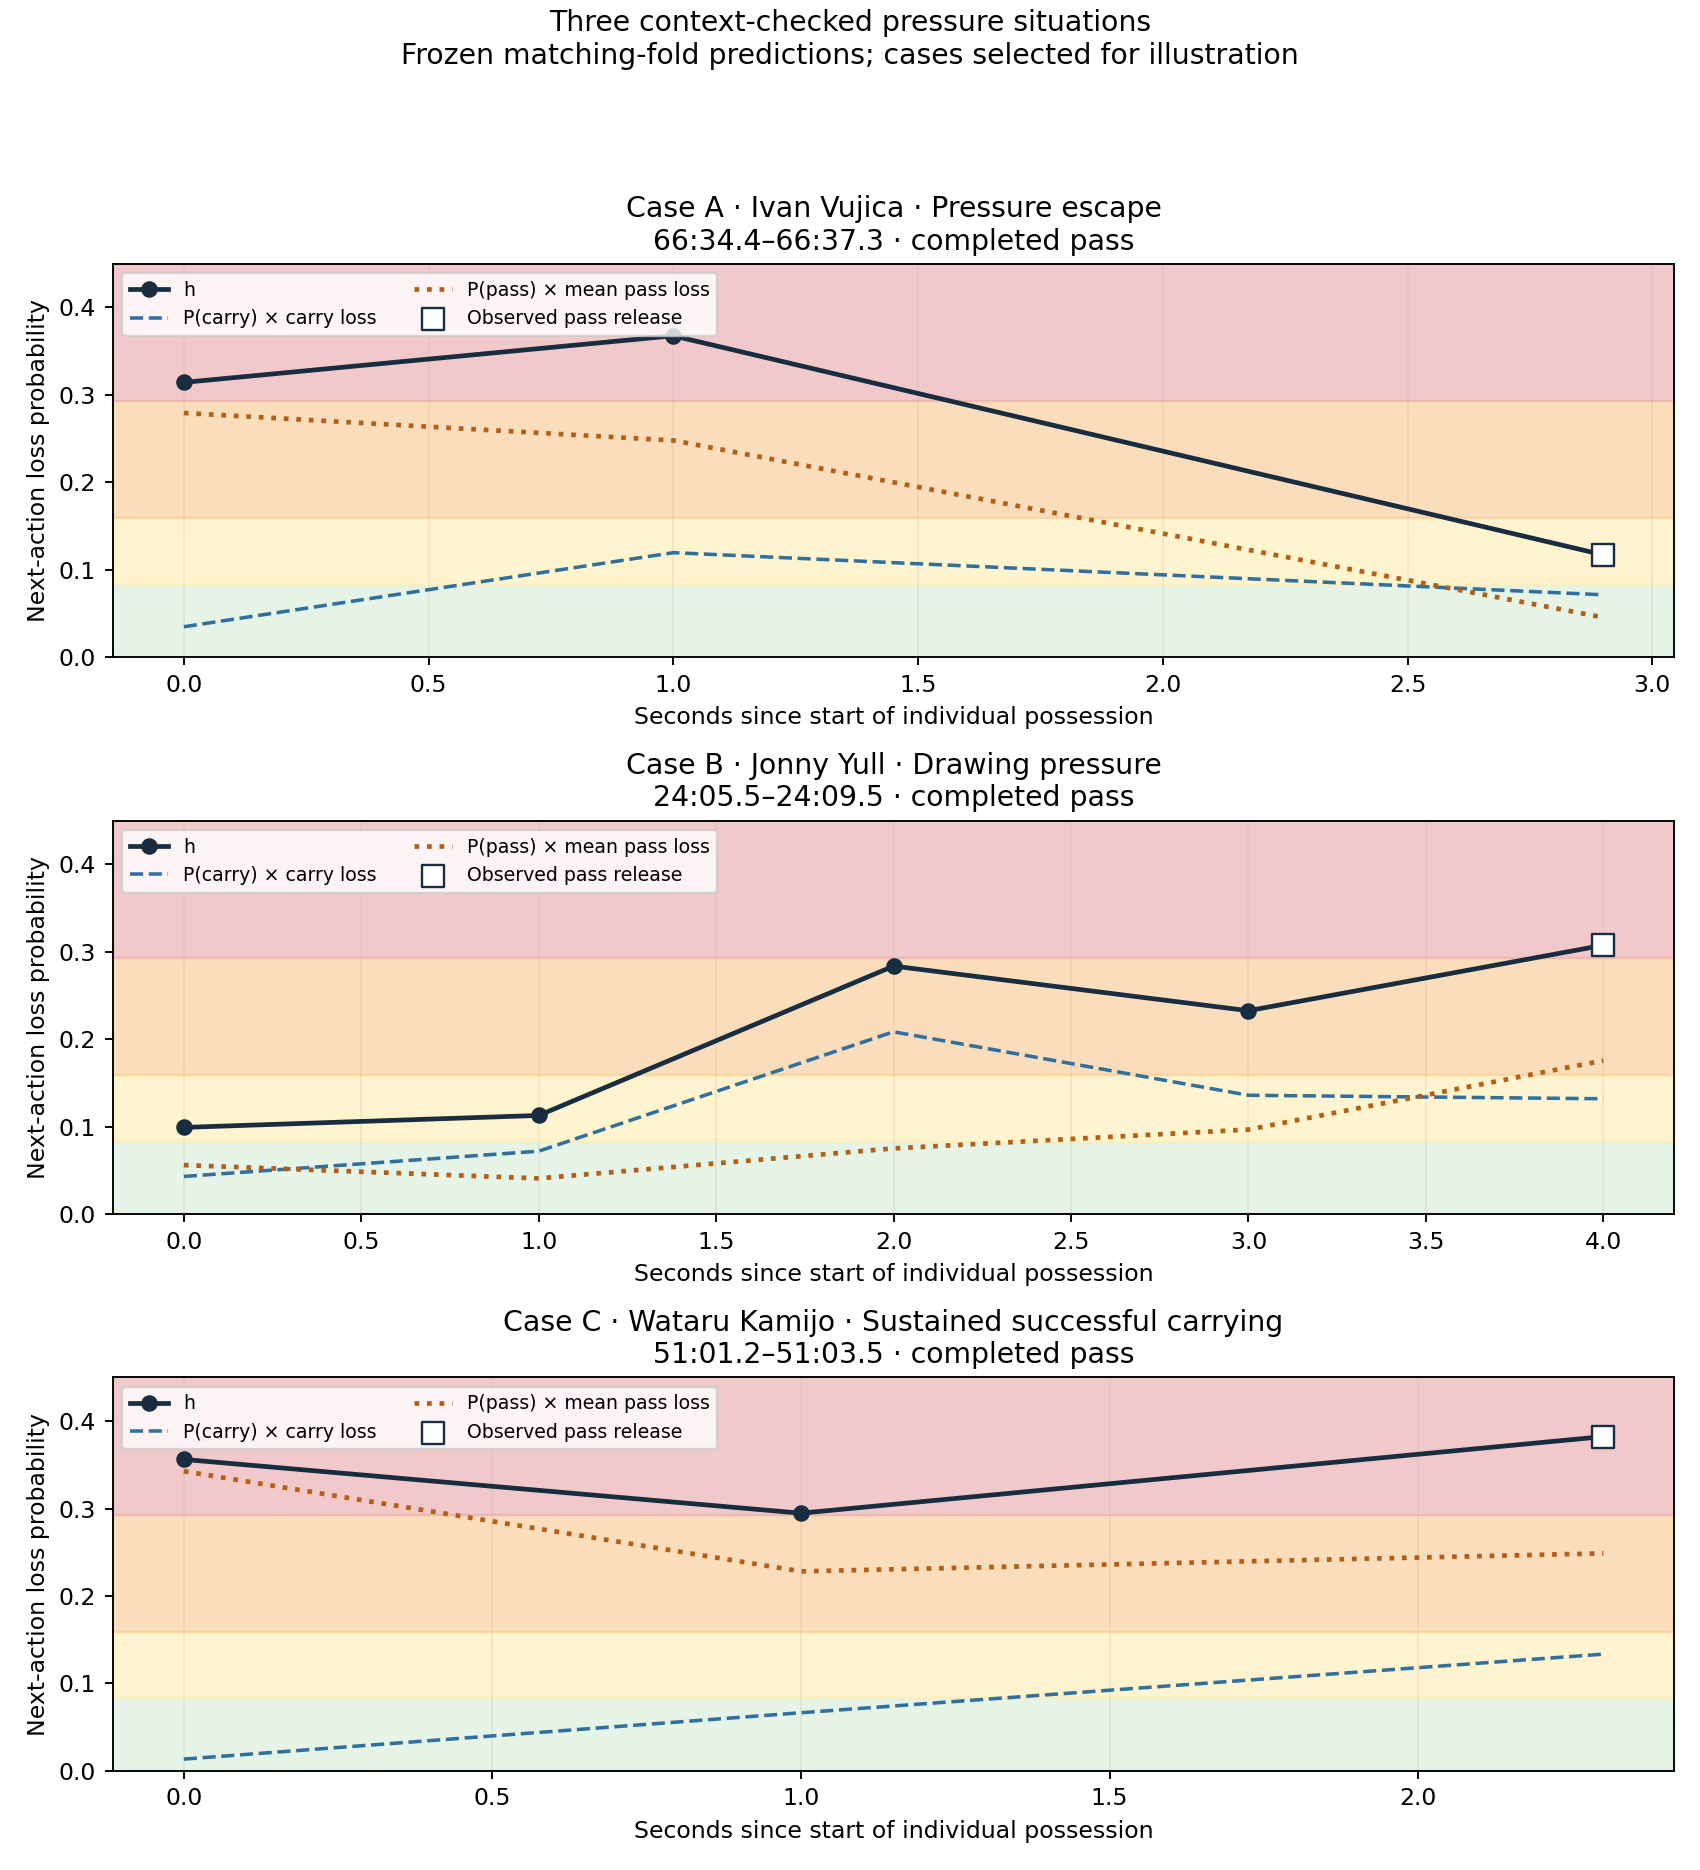 Three context-checked pressure situations
Frozen matching-fold predictions; cases selected for illustration
Case A · Ivan Vujica · Pressure escape
66:34.4–66:37.3 · completed pass
h
P(carry) × carry loss
P(pass) × mean pass loss
Observed pass release
Next-action loss probability
0.4
0.3
0.2
0.1
0.0
0.0 0.5 1.0 1.5 2.0 2.5 3.0
Seconds since start of individual possession
Case B · Jonny Yull · Drawing pressure
24:05.5–24:09.5 · completed pass
h
P(carry) × carry loss
P(pass) × mean pass loss
Observed pass release
Next-action loss probability
0.4
0.3
0.2
0.1
0.0
0.0 0.5 1.0 1.5 2.0 2.5 3.0 3.5 4.0
Seconds since start of individual possession
Case C · Wataru Kamijo · Sustained successful carrying
51:01.2–51:03.5 · completed pass
h
P(carry) × carry loss
P(pass) × mean pass loss
Observed pass release
Next-action loss probability
0.4
0.3
0.2
0.1
0.0
0.0 0.5 1.0 1.5 2.0
Seconds since start of individual possession